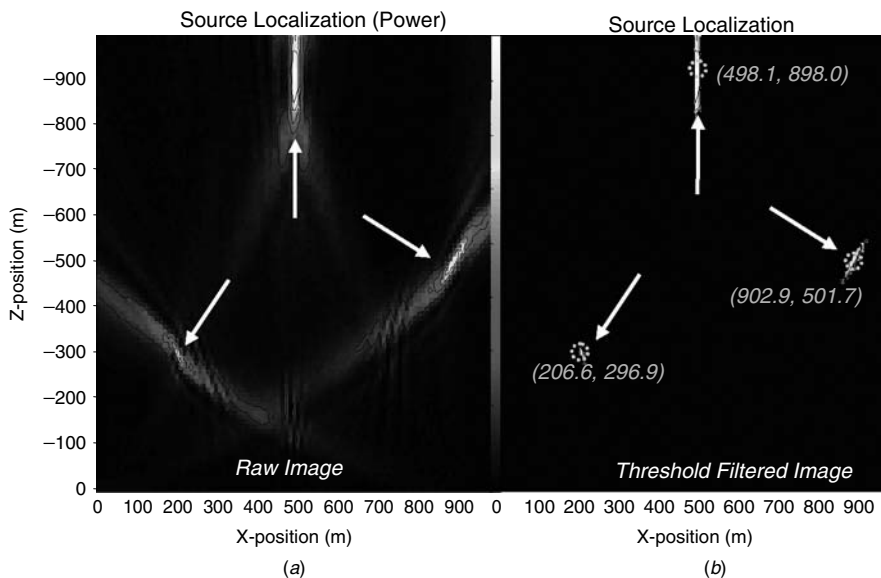 Source Localization (Power)
Source Localization
Z-position (m)
–900
–800
–700
–600
–500
–400
–300
–200
–100
0
(498.1, 898.0)
(902.9, 501.7)
(206.6, 296.9)
Raw Image
Threshold Filtered Image
0 100 200 300 400 500 600 700 800 900
0 100 200 300 400 500 600 700 800 900
X-position (m)
X-position (m)
(a)
(b)